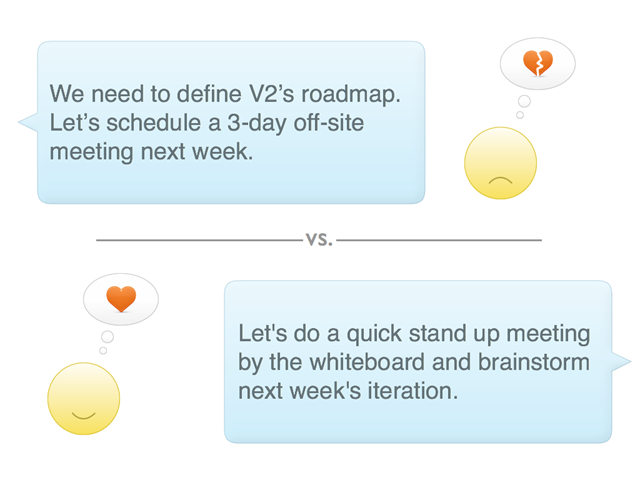 We need to define V2’s roadmap.
Let’s schedule a 3-day off-site
meeting next week.
vs.
Let's do a quick stand up meeting
by the whiteboard and brainstorm
next week's iteration.